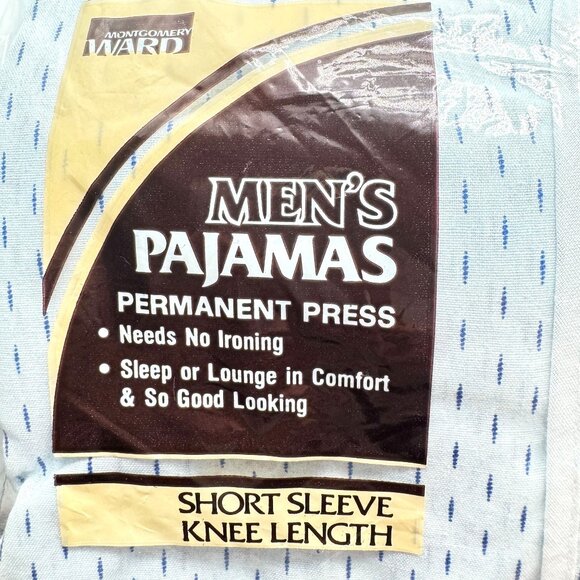 MONTGOMERY
WARD
MEN'S
PAJAMAS
PERMANENT PRESS
• Needs No Ironing
• Sleep or Lounge in Comfort
& So Good Looking
SHORT SLEEVE
KNEE LENGTH